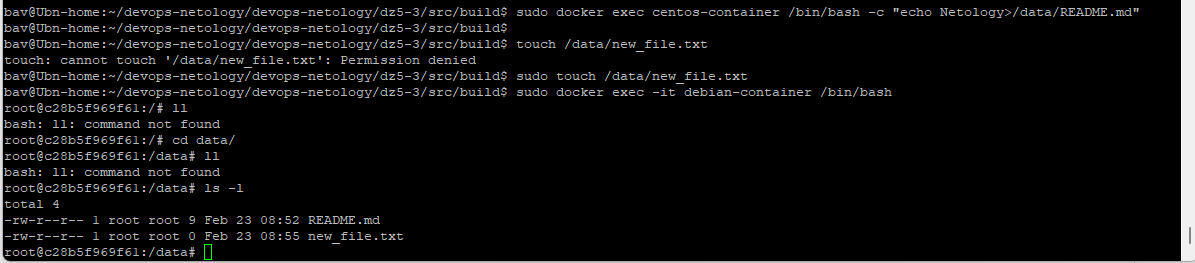 bav@Ubn-home:~/devops-netology/devops-netology/dz5-3/src/build$ sudo docker exec centos-container /bin/bash -c "echo Netology>/data/README.md"
bav@Ubn-home:~/devops-netology/devops-netology/dz5-3/src/build$
bav@Ubn-home:~/devops-netology/devops-netology/dz5-3/src/build$ touch /data/new_file.txt
touch: cannot touch '/data/new_file.txt': Permission denied
bav@Ubn-home:~/devops-netology/devops-netology/dz5-3/src/build$ sudo touch /data/new_file.txt
bav@Ubn-home:~/devops-netology/devops-netology/dz5-3/src/build$ sudo docker exec -it debian-container /bin/bash
root@c28b5f969f61:/# ll
bash: ll: command not found
root@c28b5f969f61:/# cd data/
root@c28b5f969f61:/data# ll
bash: ll: command not found
root@c28b5f969f61:/data# ls -l
total 4
-rw-r--r-- 1 root root 9 Feb 23 08:52 README.md
-rw-r--r-- 1 root root 0 Feb 23 08:55 new_file.txt
root@c28b5f969f61:/data#